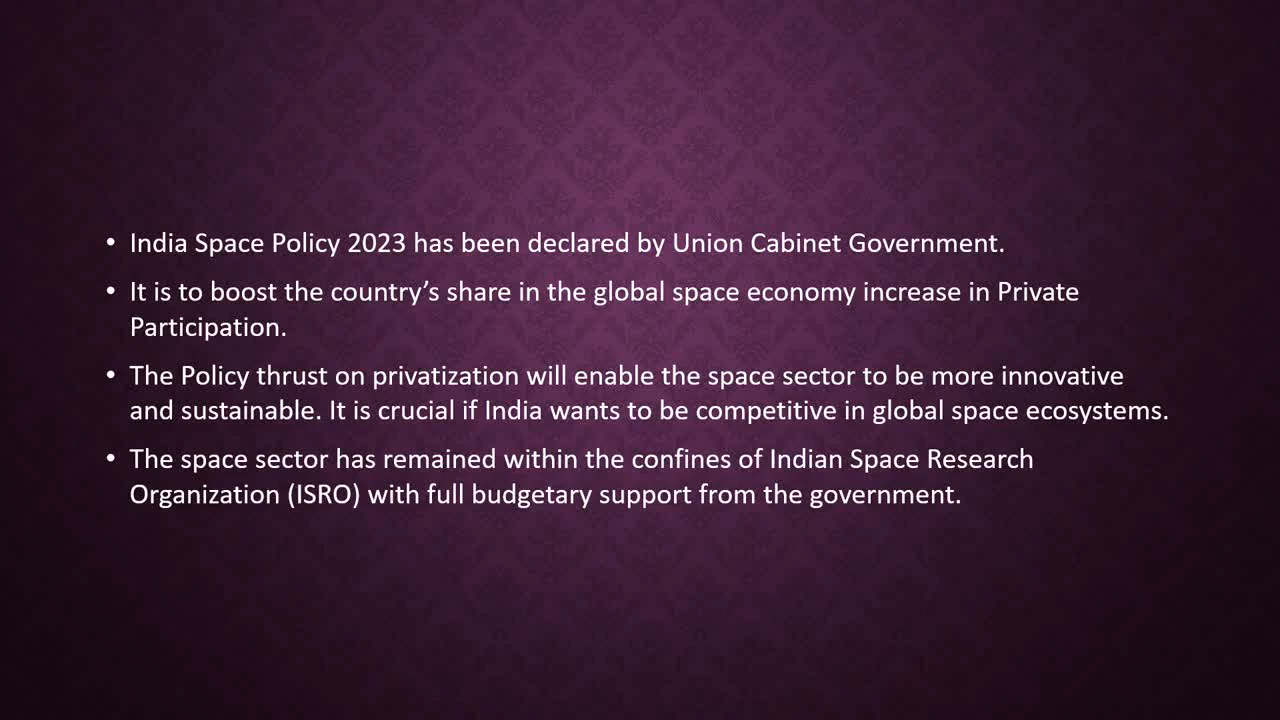 • India Space Policy 2023 has been declared by Union Cabinet Government.
• It is to boost the country’s share in the global space economy increase in Private
Participation.
• The Policy thrust on privatization will enable the space sector to be more innovative
and sustainable. It is crucial if India wants to be competitive in global space ecosystems.
• The space sector has remained within the confines of Indian Space Research
Organization (ISRO) with full budgetary support from the government.